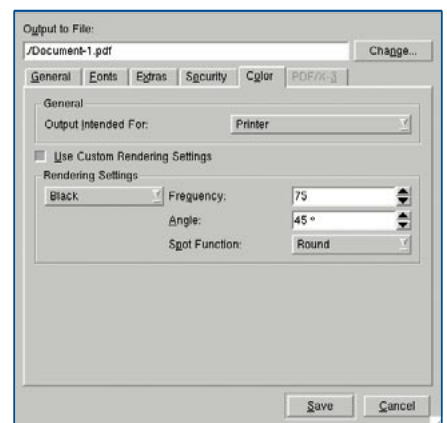 Output to File:
/Document-1.pdf Change...
General Fonts Extras Security Color PDF/X-3
General
Output Intended For: Printer
Use Custom Rendering Settings
Rendering Settings
Black Frequency: 75
Angle: 45 °
Spot Function: Round
Save Cancel